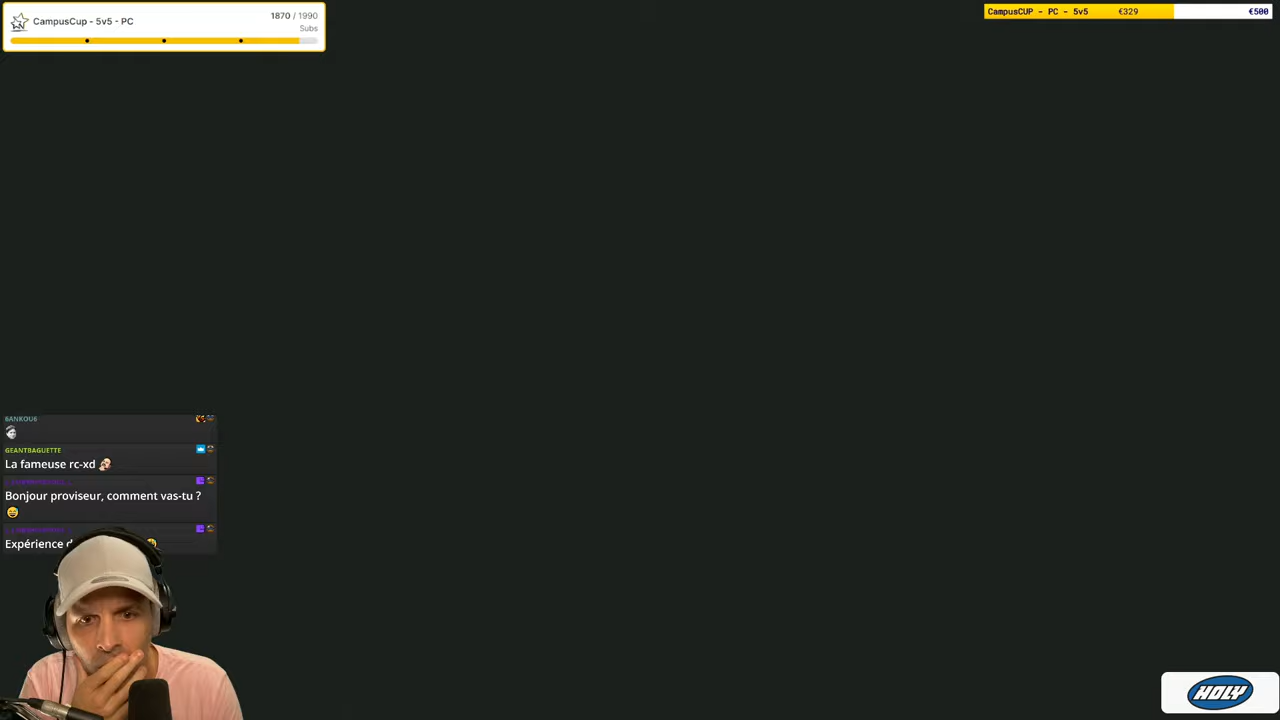 CampusCup - 5v5 - PC
1870 / 1990
Subs
CampusCUP - PC - 5v5 €329 €500
GEANTBAGUETTE
La fameuse rc-xd
Bonjour proviseur, comment vas-tu ?
Expérience
HOLY